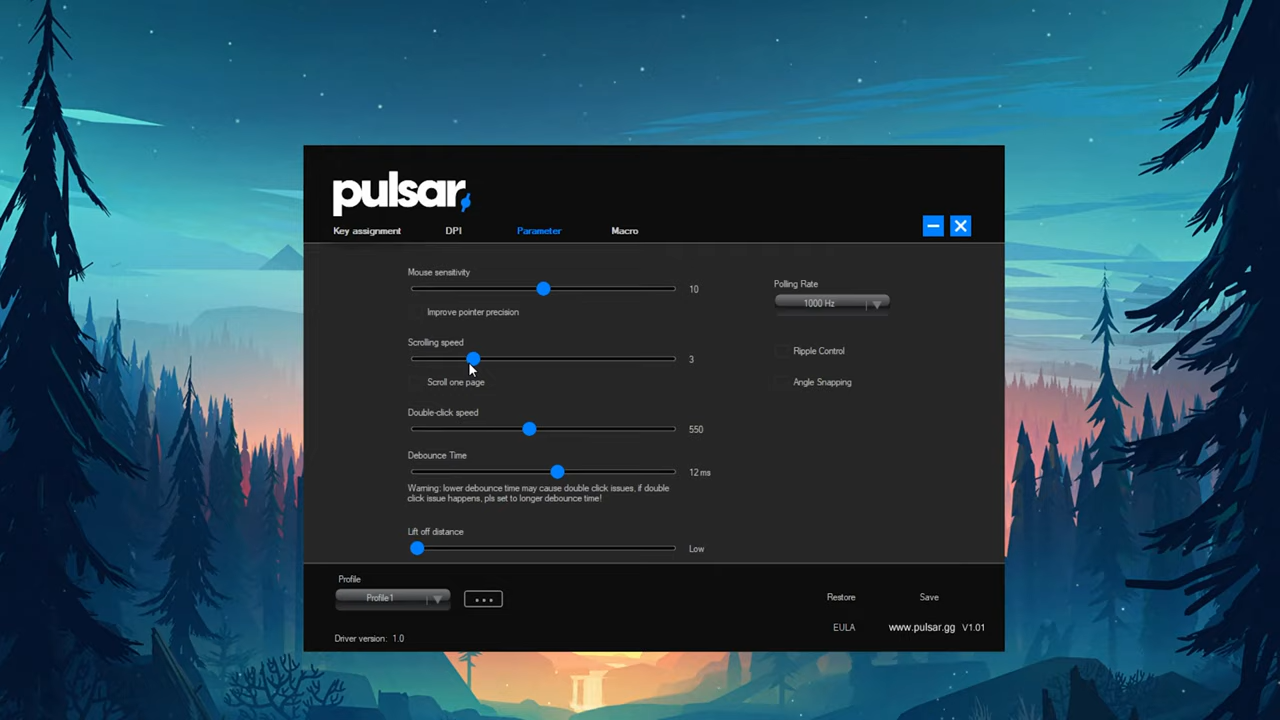 pulsar
Key assignment
DPI
Parameter
Macro
Mouse sensitivity
10
Improve pointer precision
Scrolling speed
3
Scroll one page
Double-click speed
550
Debounce Time
12 ms
Warning: lower debounce time may cause double click issues, if double
click issue happens, pls set to longer debounce time!
Lift off distance
Low
Polling Rate
1000 Hz
Ripple Control
Angle Snapping
Profile
Profile1
...
Restore
Save
EULA
www.pulsar.gg V1.01
Driver version: 1.0